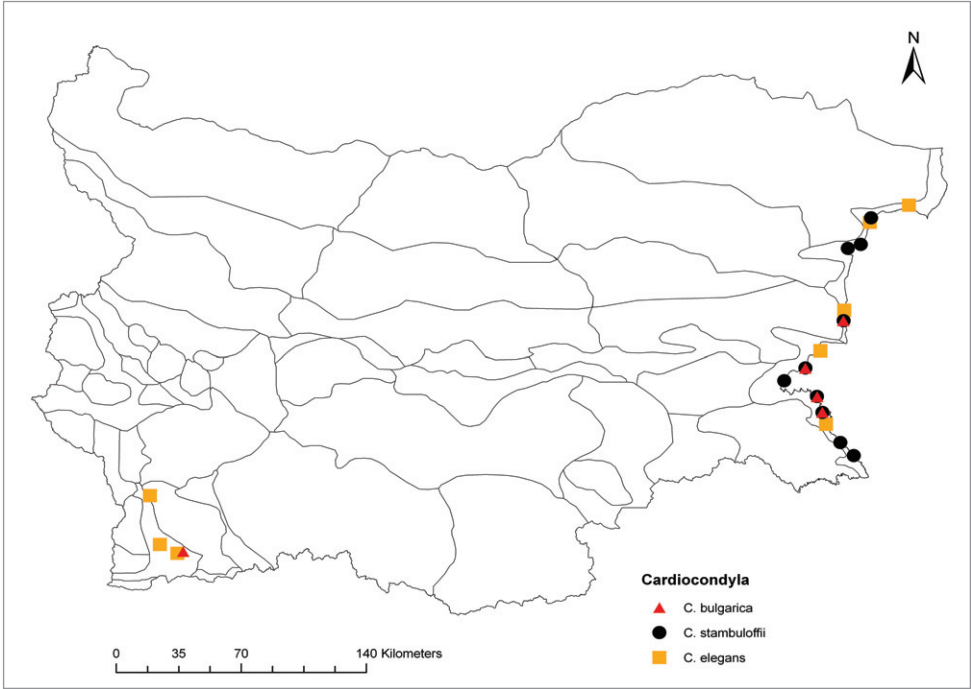 N
Cardiocondyla
C. bulgarica
C. stambuloffii
C. elegans
0 35 70 140 Kilometers